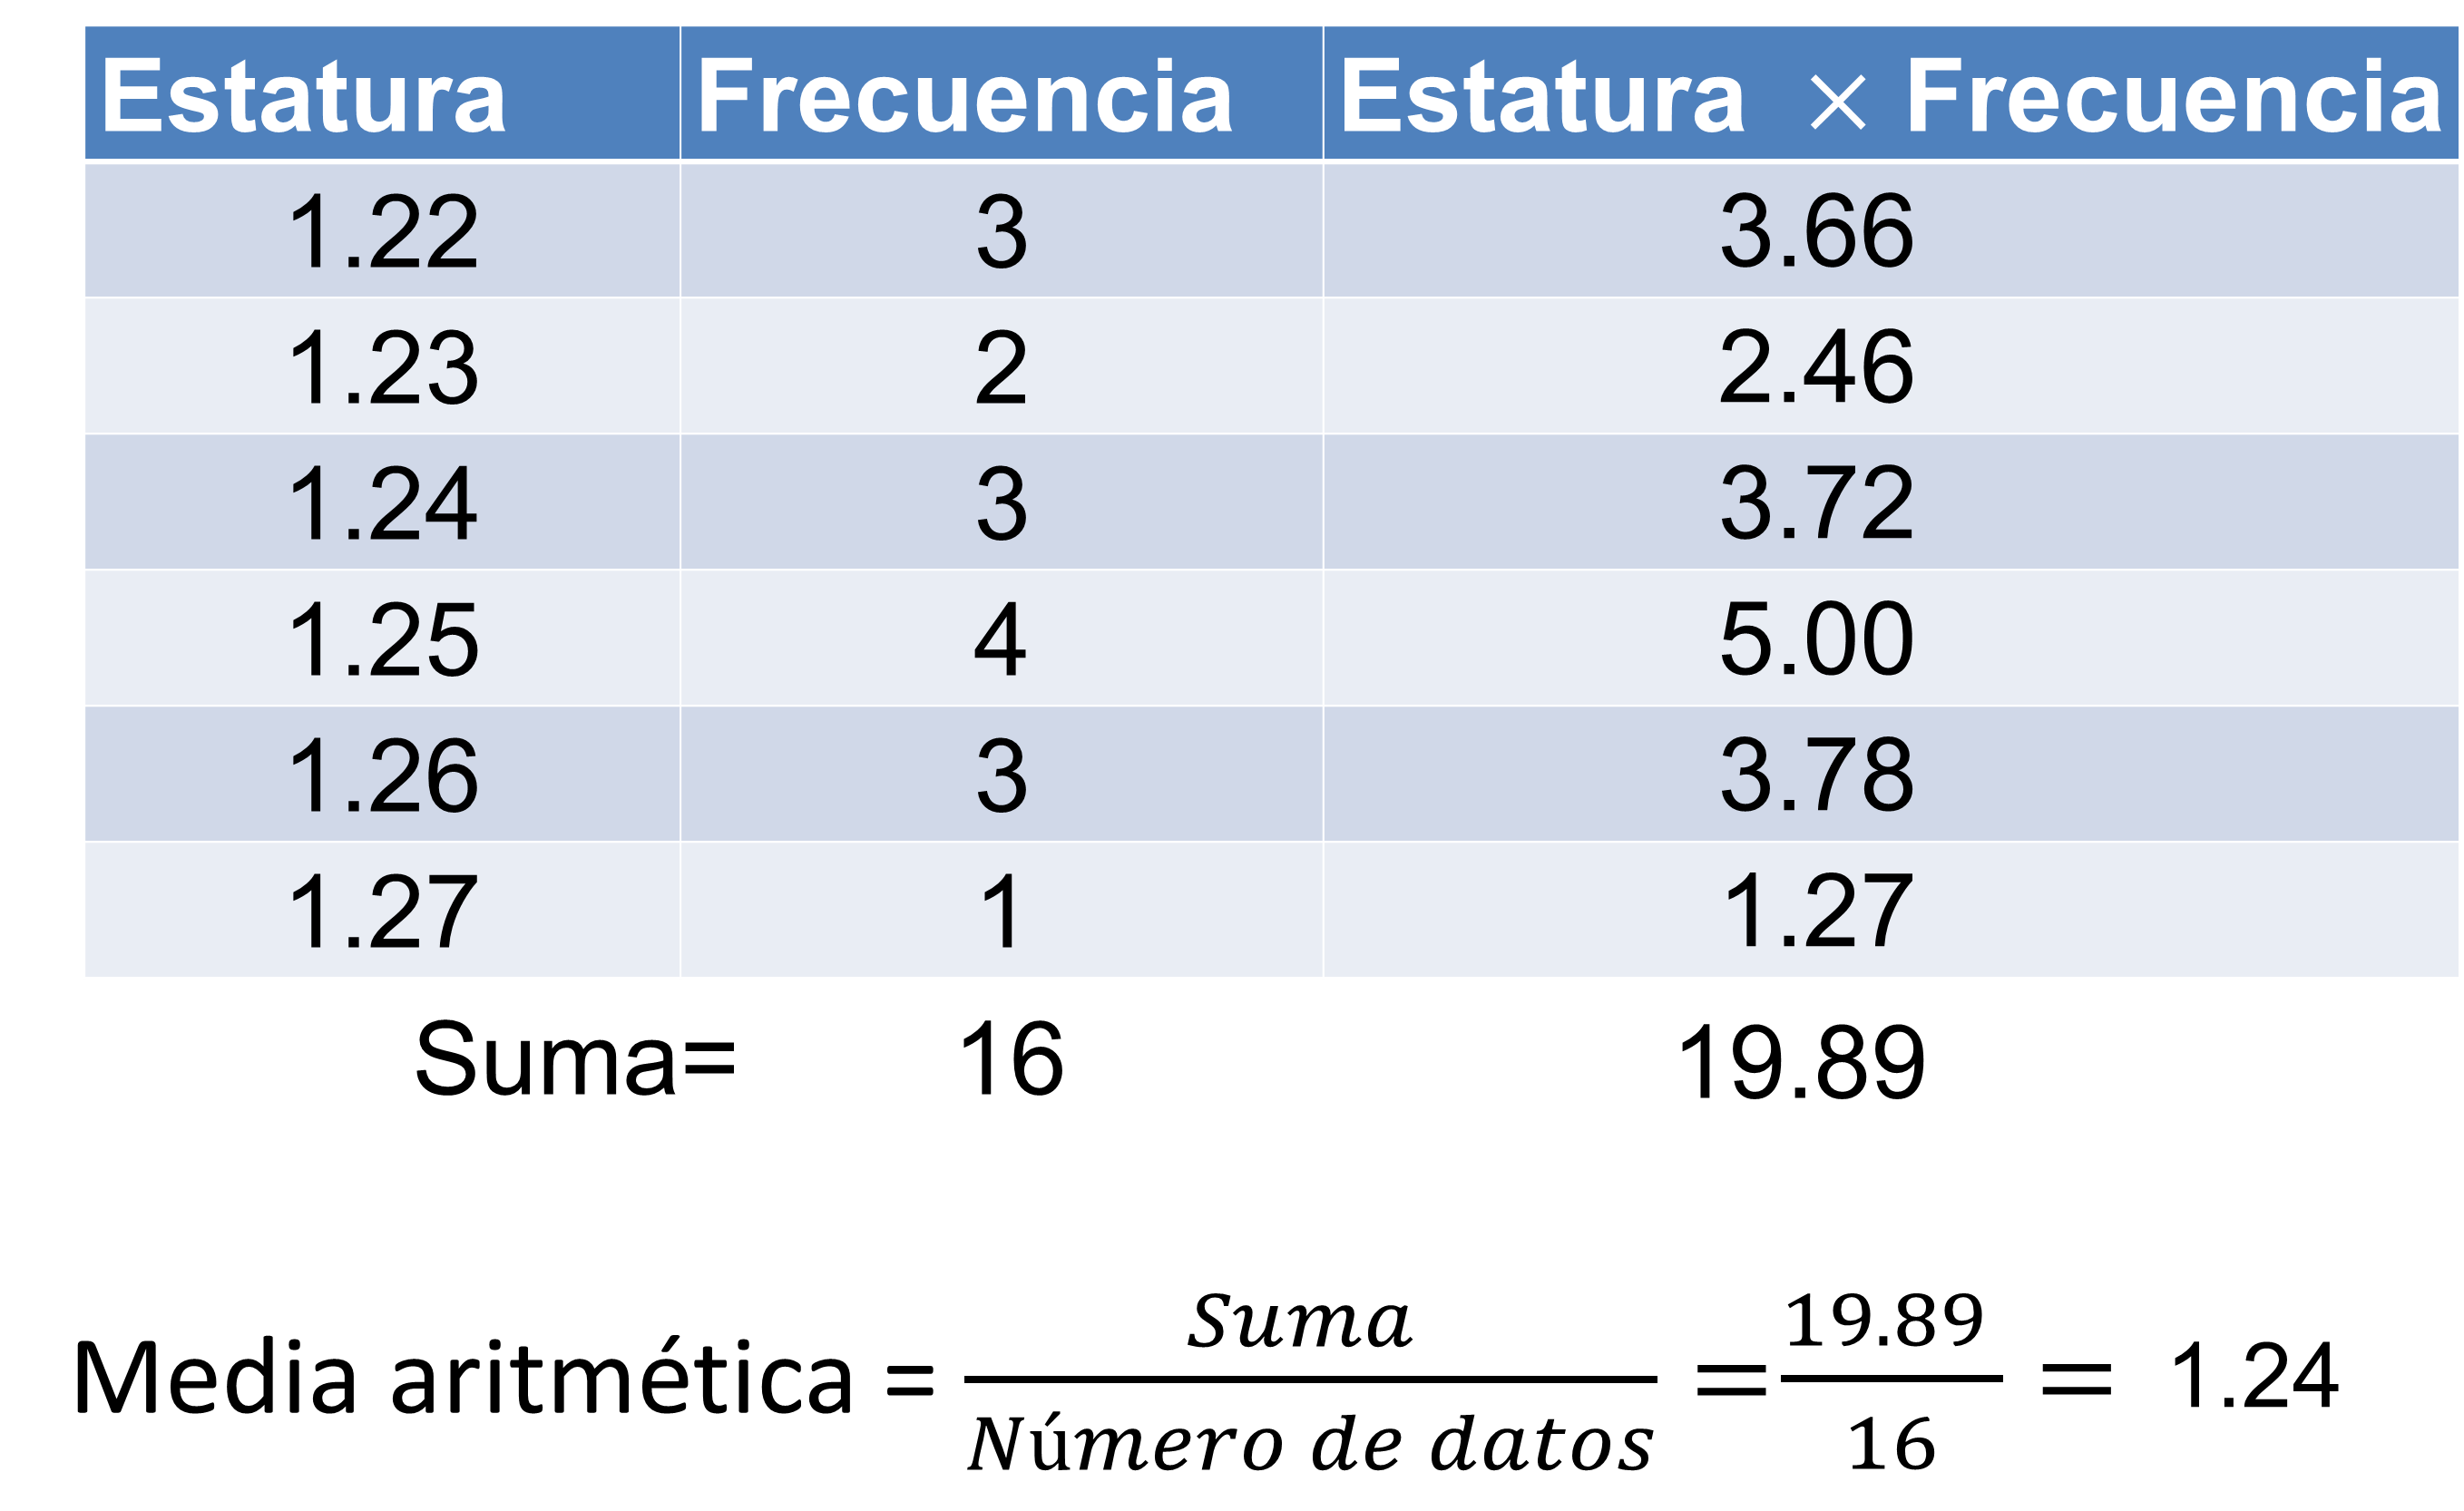 Estatura Frecuencia Estatura × Frecuencia
1.22 3 3.66
1.23 2 2.46
1.24 3 3.72
1.25 4 5.00
1.26 3 3.78
1.27 1 1.27
Suma= 16 19.89
Media aritmética = Suma / Número de datos = 19.89 / 16 = 1.24